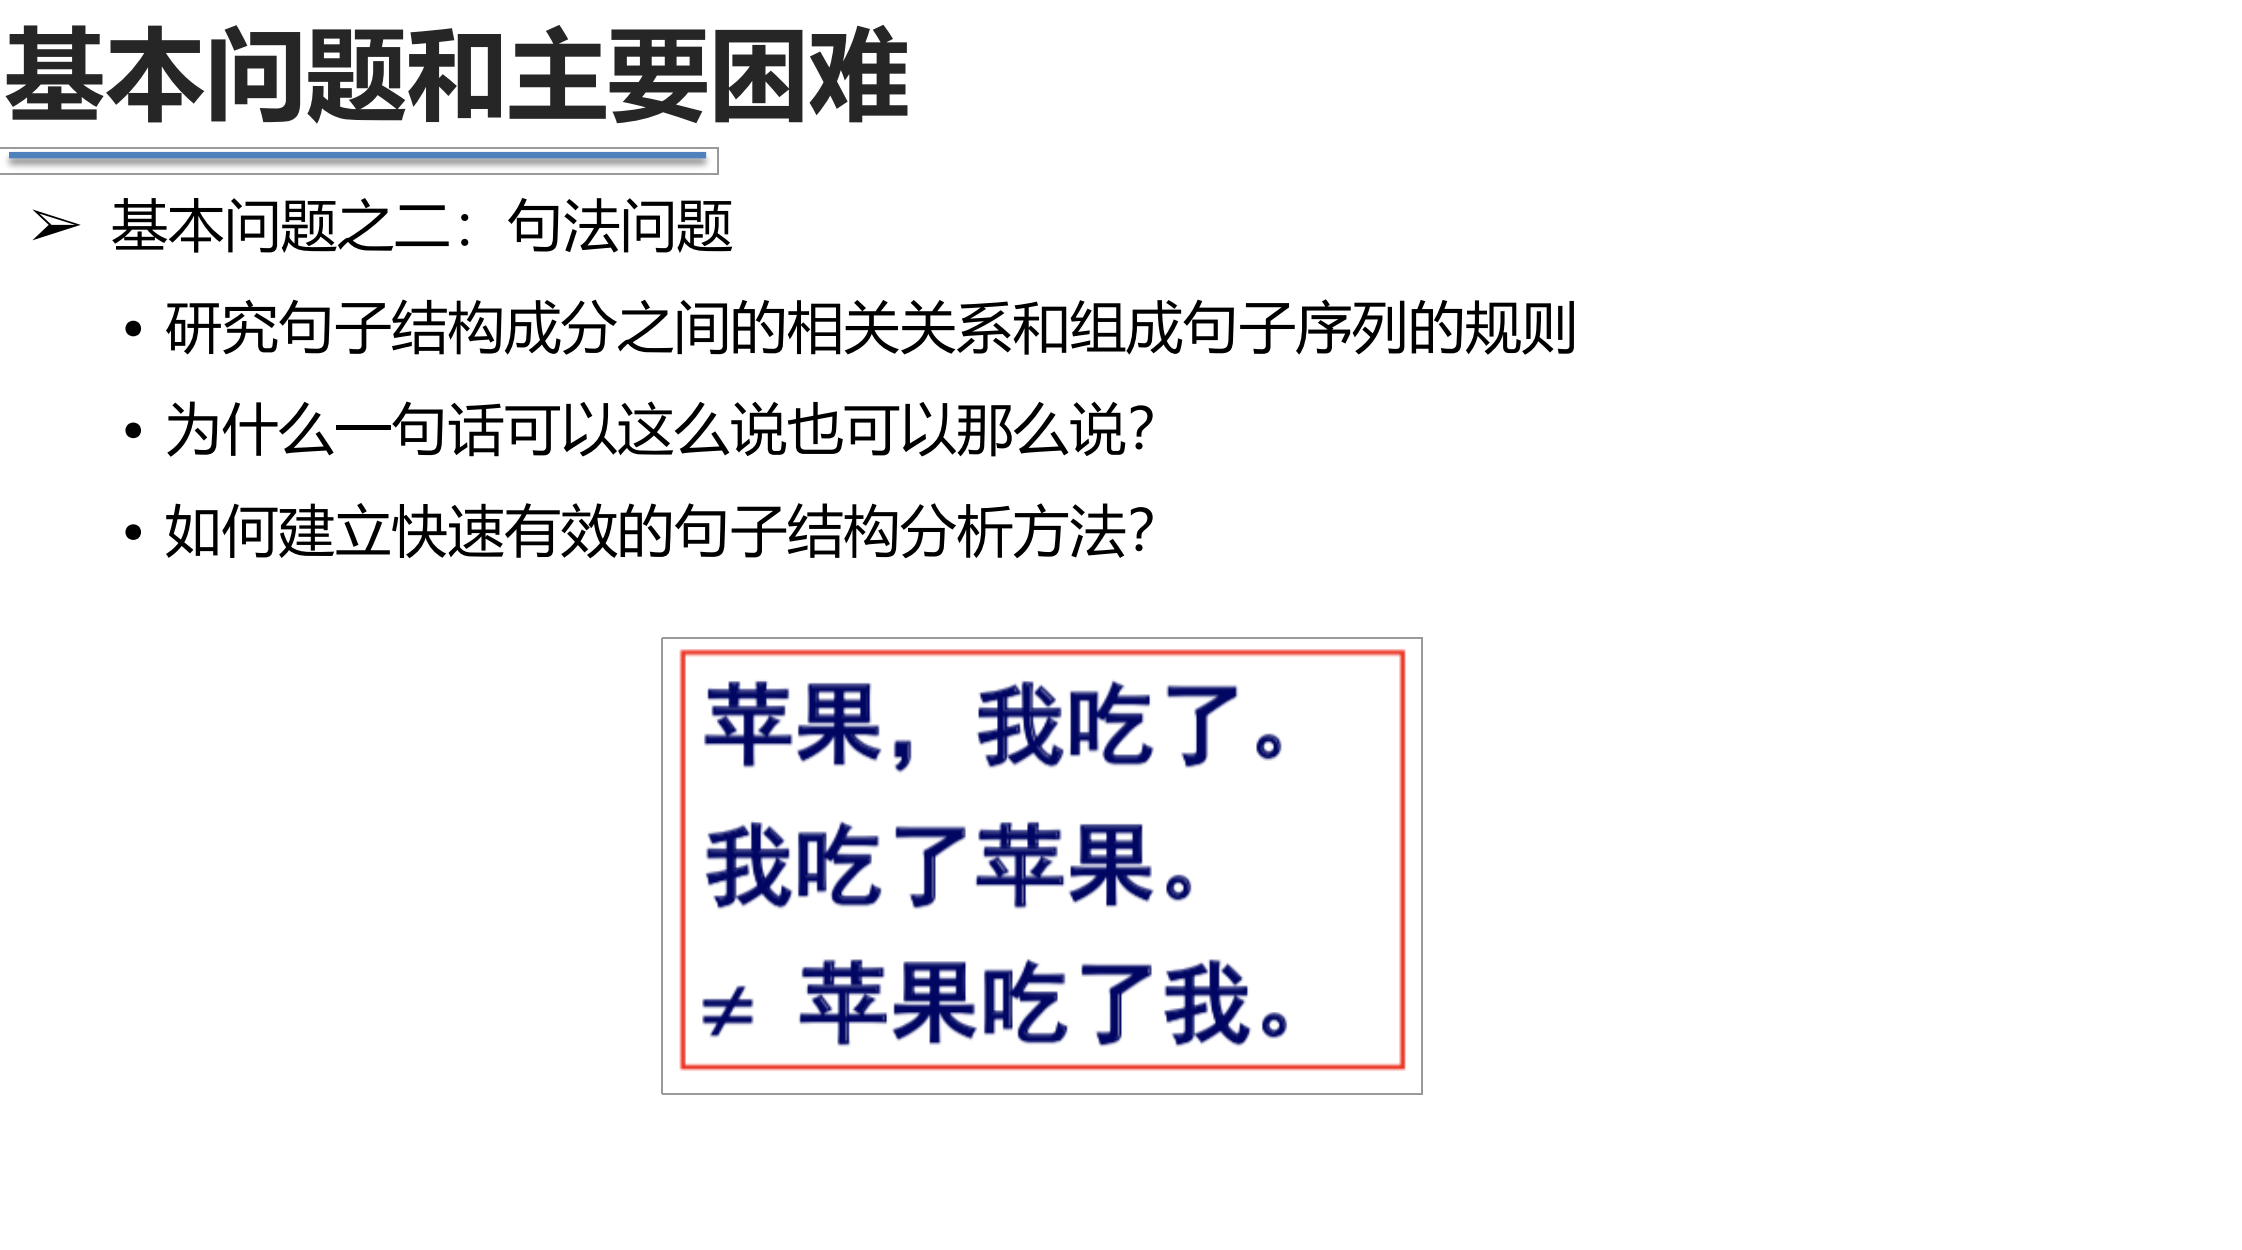 基本问题和主要困难
➢ 基本问题之二：句法问题
• 研究句子结构成分之间的相关关系和组成句子序列的规则
• 为什么一句话可以这么说也可以那么说？
• 如何建立快速有效的句子结构分析方法？
苹果，我吃了。
我吃了苹果。
≠ 苹果吃了我。